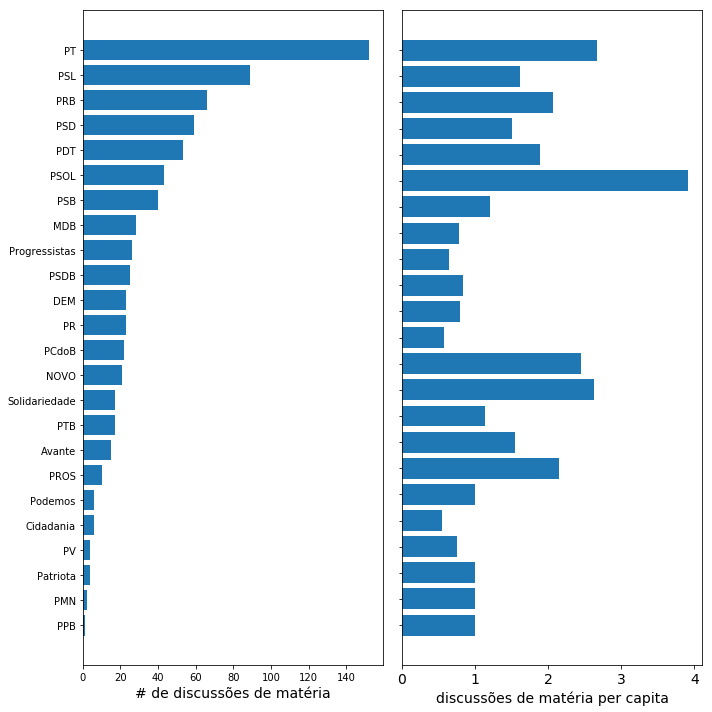 PT
PSL
PRB
PSD
PDT
PSOL
PSB
MDB
Progressistas
PSDB
DEM
PR
PCdoB
NOVO
Solidariedade
PTB
Avante
PROS
Podemos
Cidadania
PV
Patriota
PMN
PPB
0 20 40 60 80 100 120 140
# de discussões de matéria
0 1 2 3 4
discussões de matéria per capita